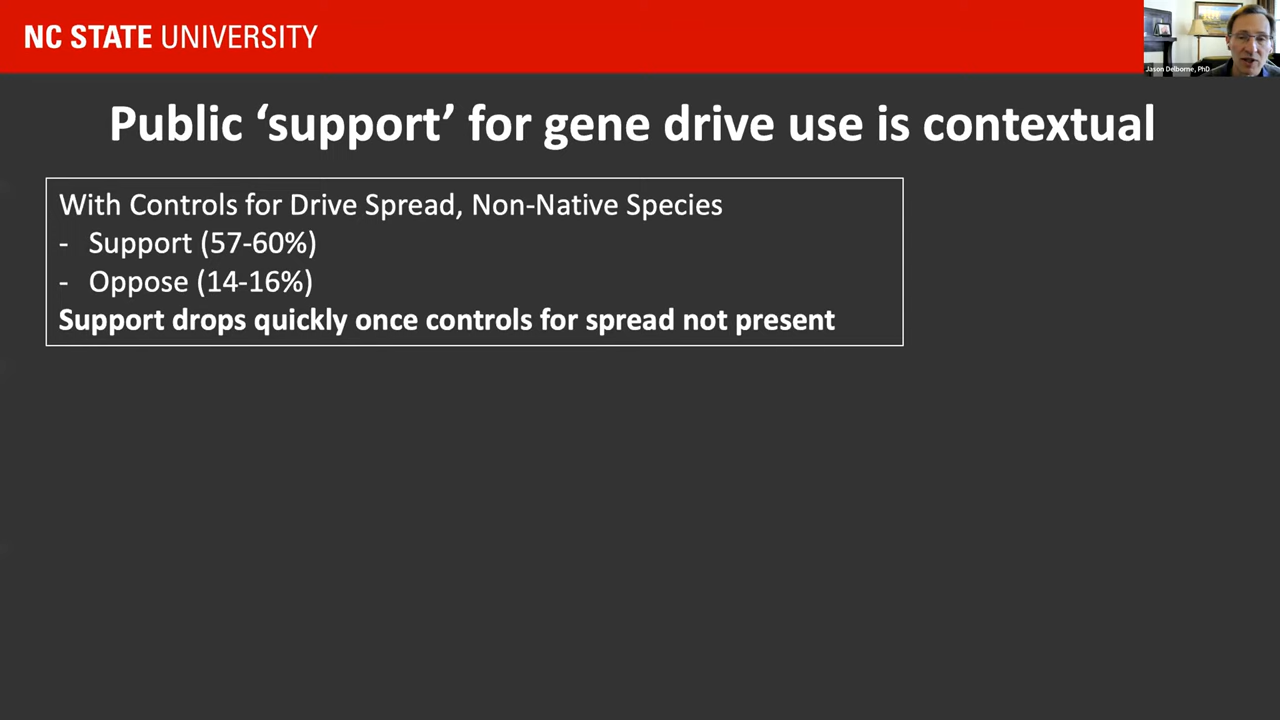 NC STATE UNIVERSITY
Jason Delborne, PhD
Public ‘support’ for gene drive use is contextual
With Controls for Drive Spread, Non-Native Species
- Support (57-60%)
- Oppose (14-16%)
Support drops quickly once controls for spread not present